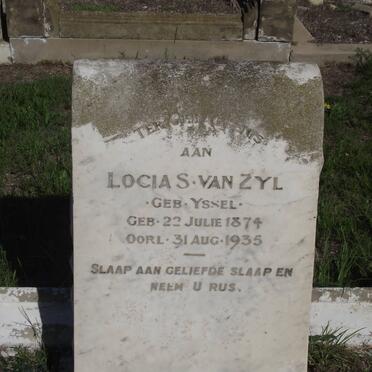 TER
AAN
LOCIA S. VAN ZYL
GEB. YSSEL.
GEB. 22 JULIE 1874
OORL. 31 AUG. 1935
SLAAP AAN GELIEFDE SLAAP EN
NEEM U RUS.